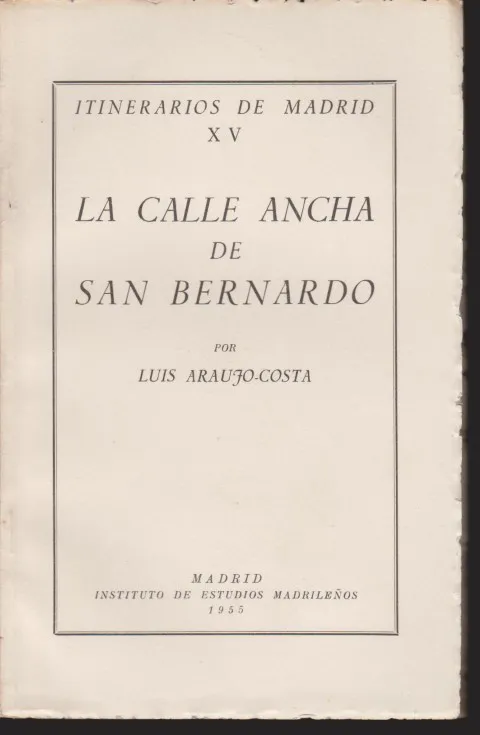 ITINERARIOS DE MADRID
XV
LA CALLE ANCHA
DE
SAN BERNARDO
POR
LUIS ARAUJO-COSTA
MADRID
INSTITUTO DE ESTUDIOS MADRILEÑOS
1955